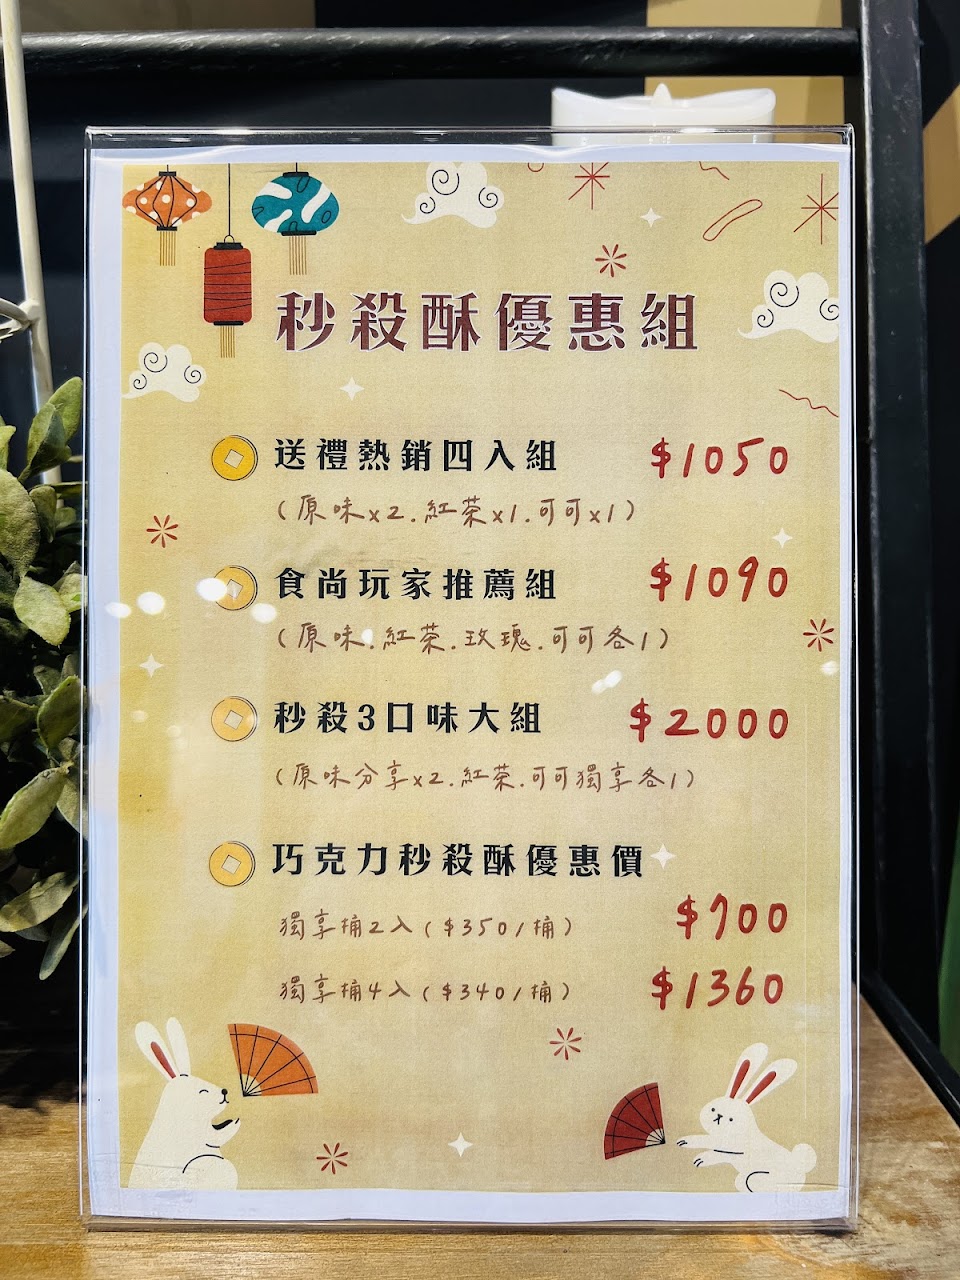 秒殺酥優惠組
送禮熱銷四入組 $1050
(原味x2.紅茶x1.可可x1)
食尚玩家推薦組 $1090
(原味.紅茶.玫瑰.可可各1)
秒殺3口味大組 $2000
(原味分享x2.紅茶.可可獨享各1)
巧克力秒殺酥優惠價
獨享桶2入($350/桶) $700
獨享桶4入($340/桶) $1360